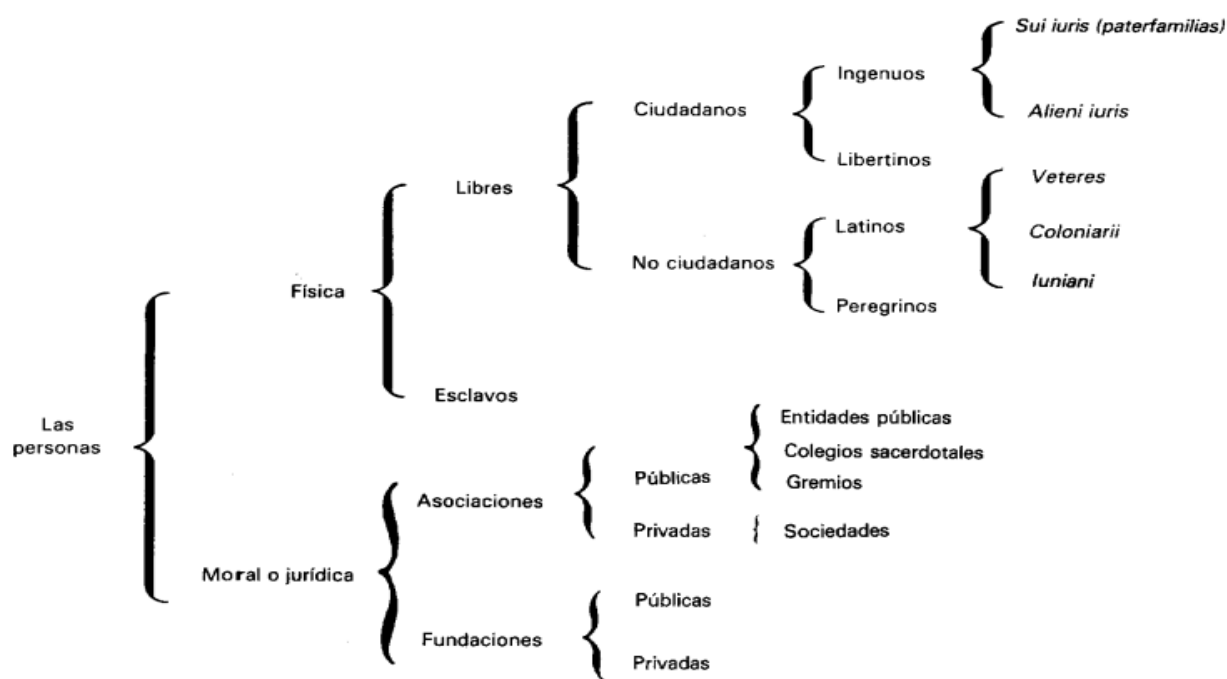 Sui iuris (paterfamilias)
Ingenuos
Ciudadanos
Alieni iuris
Libertinos
Libres
Veteres
Latinos
Coloniarii
No ciudadanos
Iuniani
Física
Peregrinos
Esclavos
Las
personas
Entidades públicas
Colegios sacerdotales
Públicas
Gremios
Asociaciones
Privadas
Sociedades
Moral o jurídica
Públicas
Fundaciones
Privadas